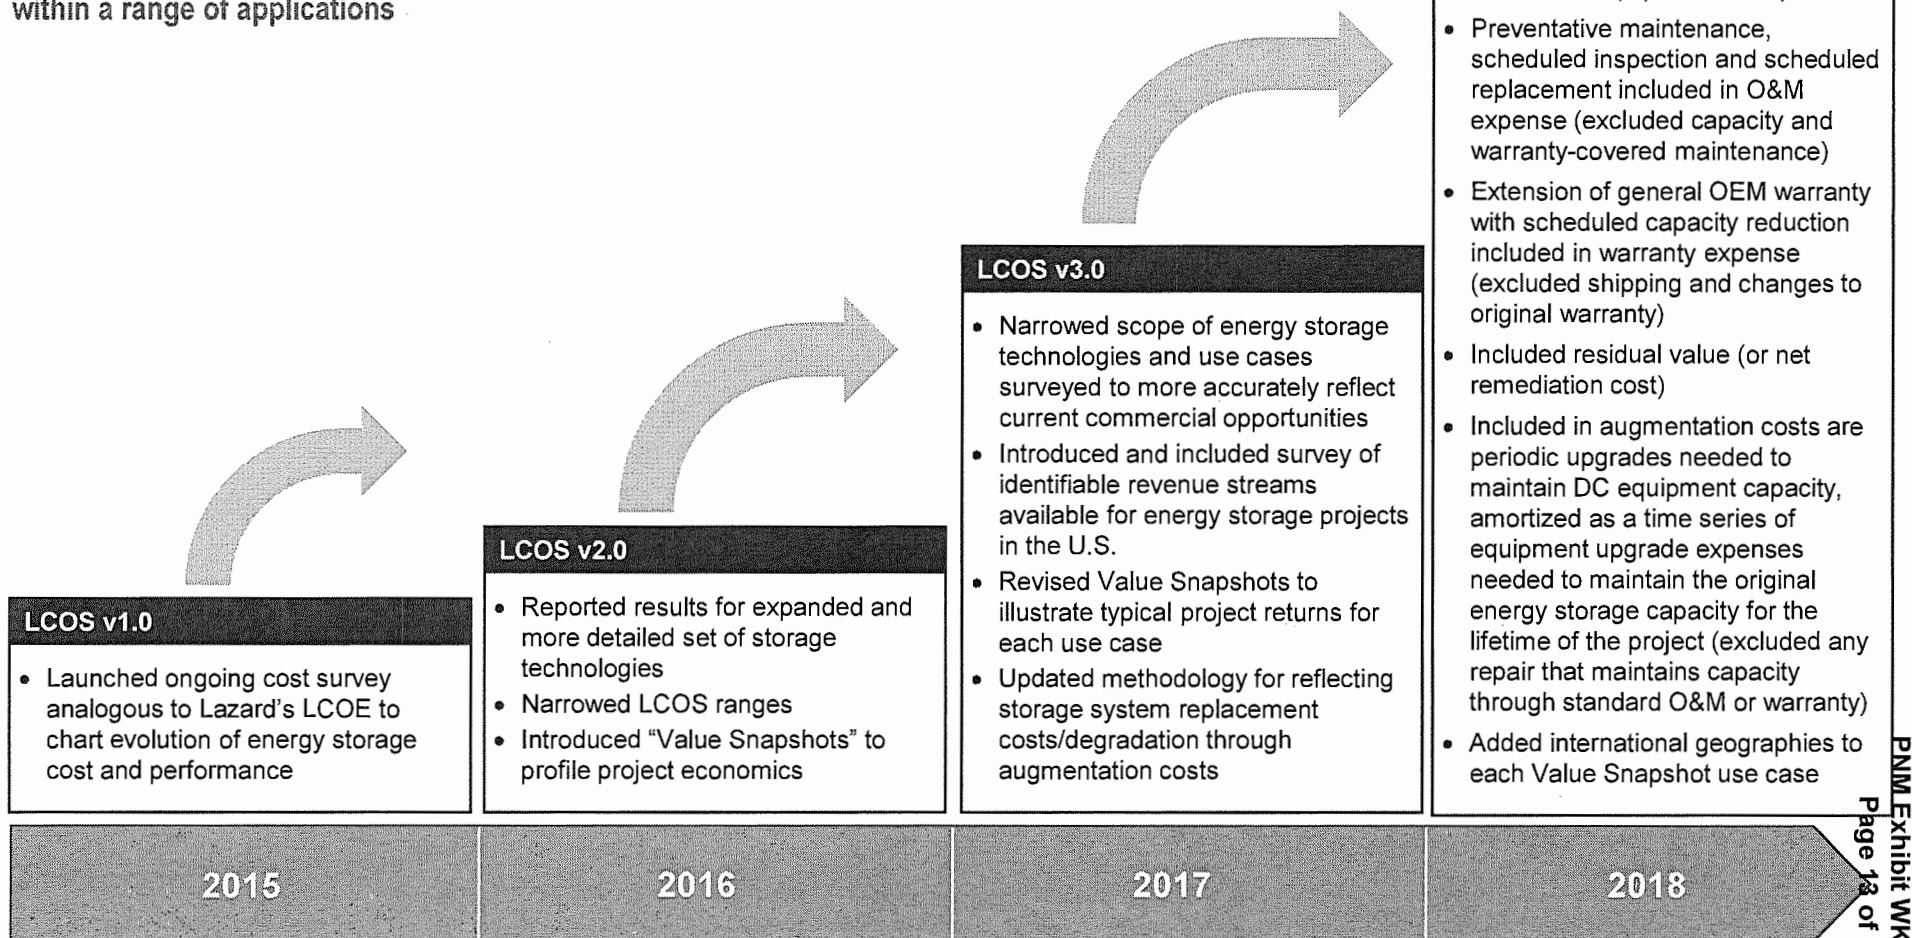 within a range of applications
LCOS v1.0
• Launched ongoing cost survey
analogous to Lazard's LCOE to
chart evolution of energy storage
cost and performance
LCOS v2.0
• Reported results for expanded and
more detailed set of storage
technologies
• Narrowed LCOS ranges
• Introduced “Value Snapshots” to
profile project economics
LCOS v3.0
• Narrowed scope of energy storage
technologies and use cases
surveyed to more accurately reflect
current commercial opportunities
• Introduced and included survey of
identifiable revenue streams
available for energy storage projects
in the U.S.
• Revised Value Snapshots to
illustrate typical project returns for
each use case
• Updated methodology for reflecting
storage system replacement
costs/degradation through
augmentation costs
• Preventative maintenance,
scheduled inspection and scheduled
replacement included in O&M
expense (excluded capacity and
warranty-covered maintenance)
• Extension of general OEM warranty
with scheduled capacity reduction
included in warranty expense
(excluded shipping and changes to
original warranty)
• Included residual value (or net
remediation cost)
• Included in augmentation costs are
periodic upgrades needed to
maintain DC equipment capacity,
amortized as a time series of
equipment upgrade expenses
needed to maintain the original
energy storage capacity for the
lifetime of the project (excluded any
repair that maintains capacity
through standard O&M or warranty)
• Added international geographies to
each Value Snapshot use case
2015
2016
2017
2018
PNM Exhibit WK
Page 13 of